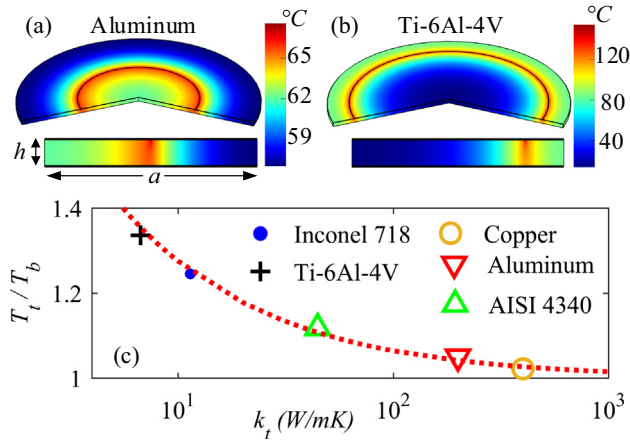 (a) Aluminum °C
65
62
59
h
a
(b) Ti-6Al-4V °C
120
80
40
1.4
1.2
1
T_t / T_b
Inconel 718
Ti-6Al-4V
Copper
Aluminum
AISI 4340
(c)
10^1 10^2 10^3
k_t (W/mK)